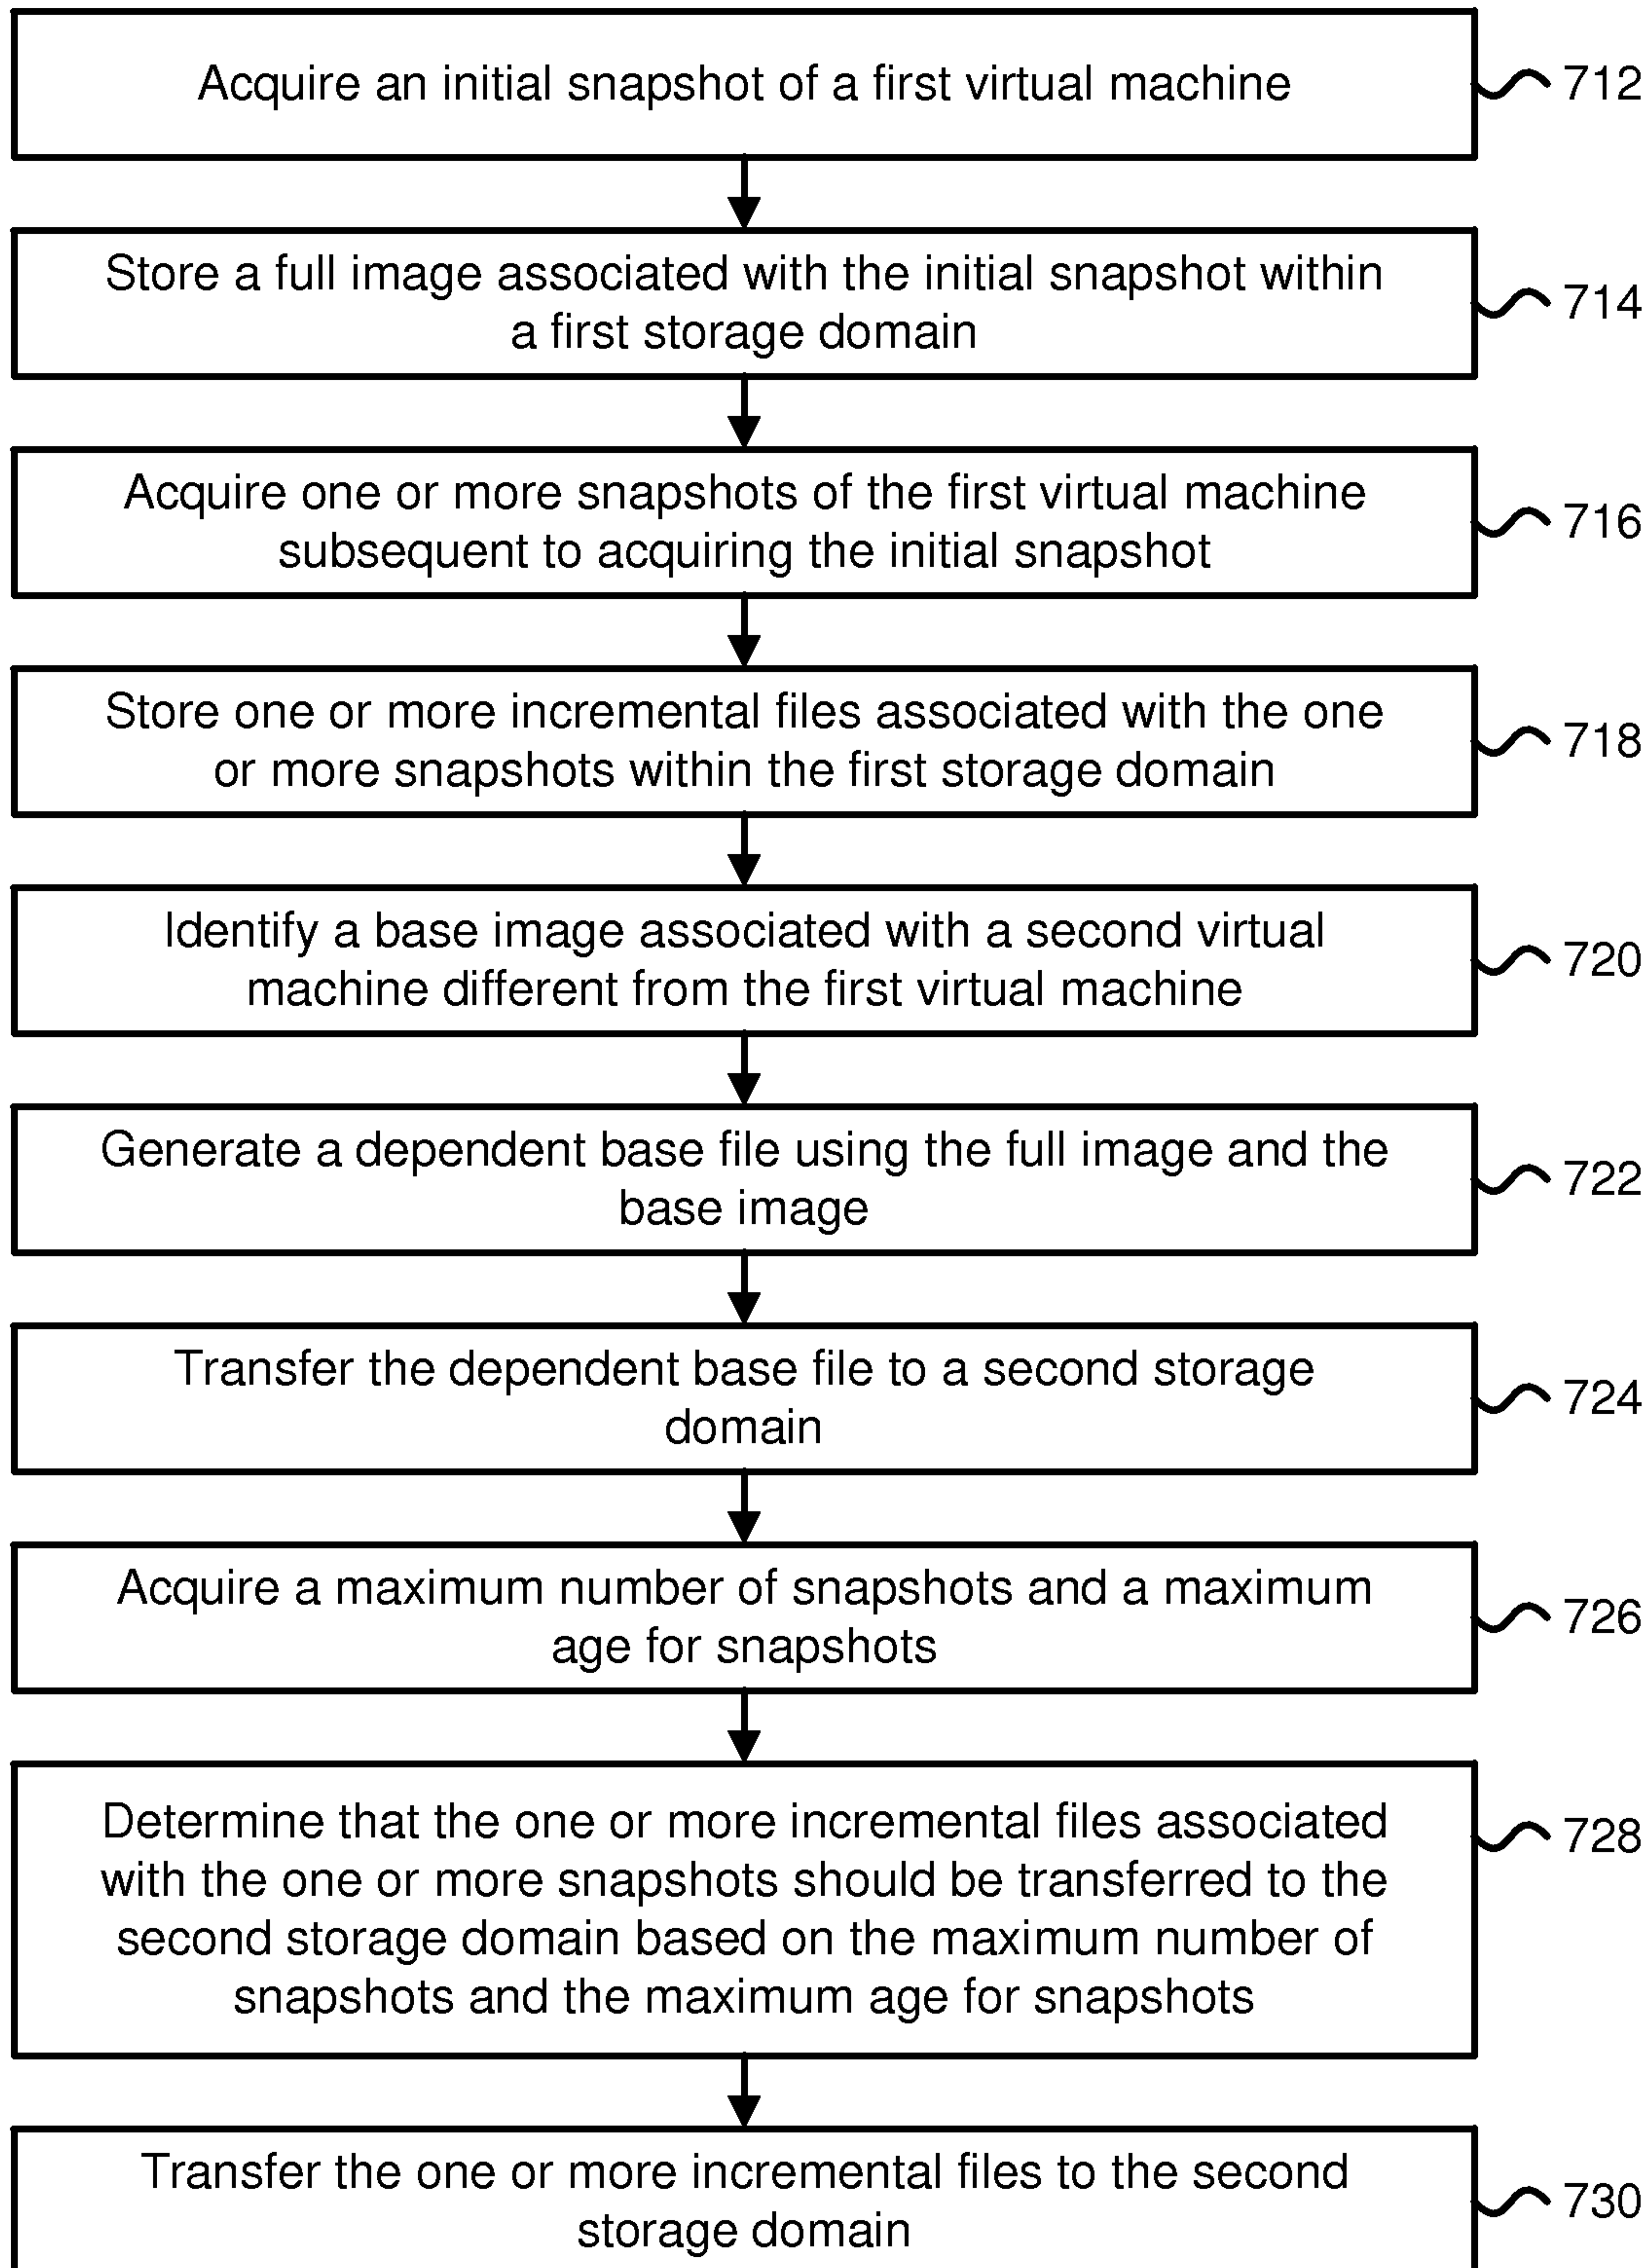 Acquire an initial snapshot of a first virtual machine
712
Store a full image associated with the initial snapshot within
a first storage domain
714
Acquire one or more snapshots of the first virtual machine
subsequent to acquiring the initial snapshot
716
Store one or more incremental files associated with the one
or more snapshots within the first storage domain
718
Identify a base image associated with a second virtual
machine different from the first virtual machine
720
Generate a dependent base file using the full image and the
base image
722
Transfer the dependent base file to a second storage
domain
724
Acquire a maximum number of snapshots and a maximum
age for snapshots
726
Determine that the one or more incremental files associated
with the one or more snapshots should be transferred to the
second storage domain based on the maximum number of
snapshots and the maximum age for snapshots
728
Transfer the one or more incremental files to the second
storage domain
730